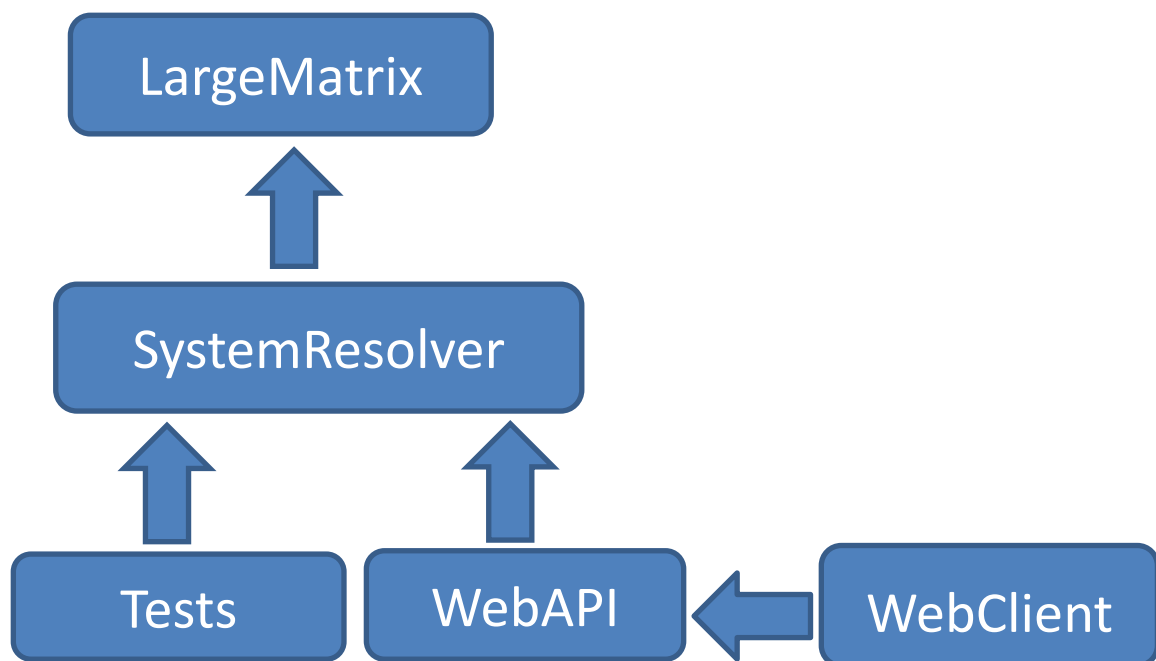 LargeMatrix
SystemResolver
Tests
WebAPI
WebClient